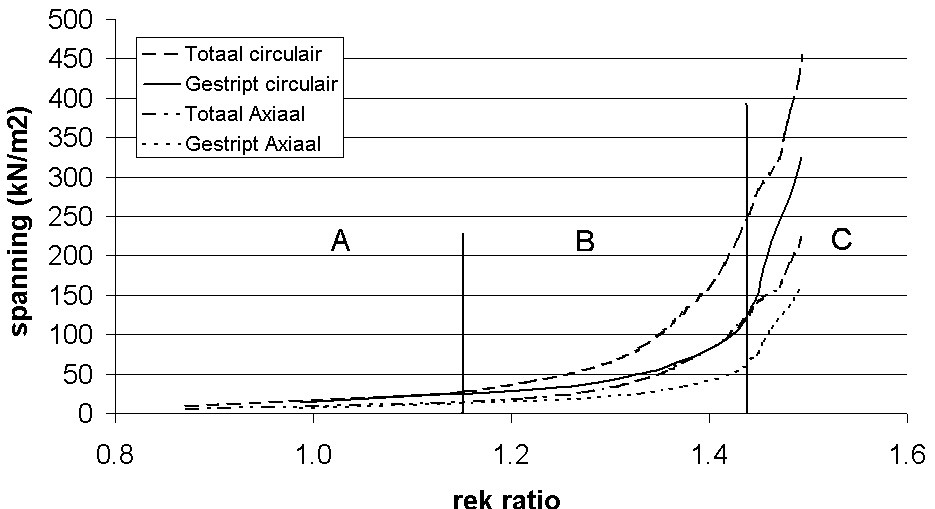 500
450
400
350
300
250
200
150
100
50
0
spanning (kN/m2)
Totaal circulair
Gestript circulair
Totaal Axiaal
Gestript Axiaal
A
B
C
0.8
1.0
1.2
1.4
1.6
rek ratio